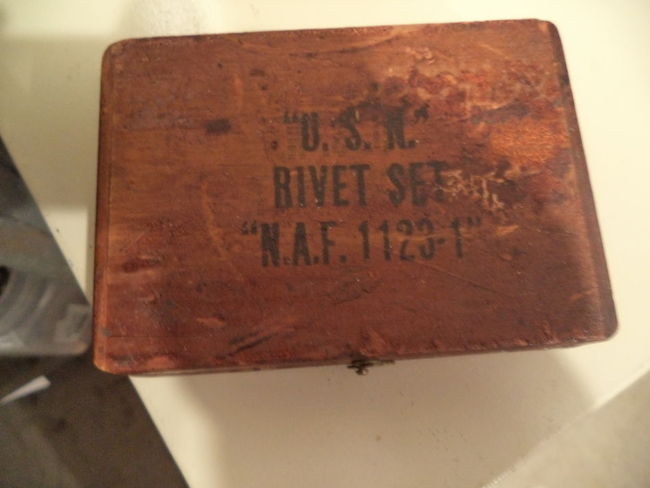 "U. S. N."
RIVET SET
"N.A.F. 1123-1"